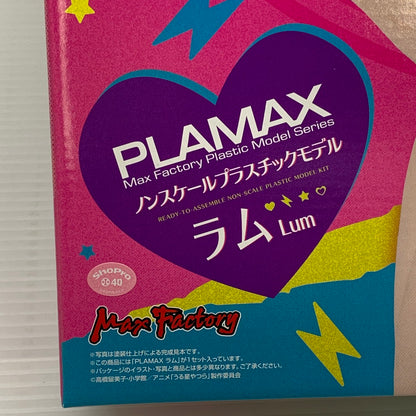 PLAMAX
Max Factory Plastic Model Series
ノンスケールプラスチックモデル
READY-TO-ASSEMBLE NON-SCALE PLASTIC MODEL KIT
ラム Lum
ShoPro
40
Max Factory
※写真は塗装仕上げによる完成見本です。
※この商品には「PLAMAX ラム」が1セット入っています。
※パッケージのイラスト・写真と商品とは多少異なります。ご了承ください。
©高橋留美子・小学館／アニメ「うる星やつら」製作委員会